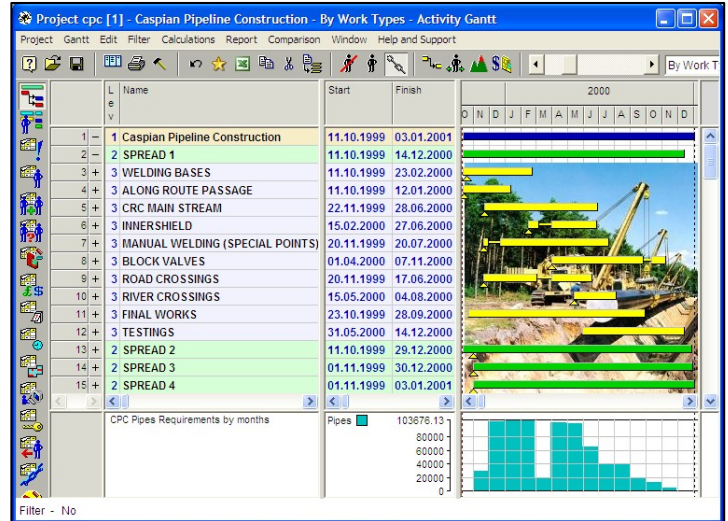 Project cpc [1] - Caspian Pipeline Construction - By Work Types - Activity Gantt
Project Gantt Edit Filter Calculations Report Comparison Window Help and Support
By Work T
Lev Name Start Finish 2000
O N D J F M A M J J A S O N D
1 - 1 Caspian Pipeline Construction 11.10.1999 03.01.2001
2 - 2 SPREAD 1 11.10.1999 14.12.2000
3 + 3 WELDING BASES 11.10.1999 23.02.2000
4 + 3 ALONG ROUTE PASSAGE 11.10.1999 12.01.2000
5 + 3 CRC MAIN STREAM 22.11.1999 28.06.2000
6 + 3 INNERSHIELD 15.02.2000 27.06.2000
7 + 3 MANUAL WELDING (SPECIAL POINTS) 20.11.1999 20.07.2000
8 + 3 BLOCK VALVES 01.04.2000 07.11.2000
9 + 3 ROAD CROSSINGS 20.11.1999 17.06.2000
10 + 3 RIVER CROSSINGS 15.05.2000 04.08.2000
11 + 3 FINAL WORKS 23.10.1999 28.09.2000
12 + 3 TESTINGS 31.05.2000 14.12.2000
13 + 2 SPREAD 2 11.10.1999 29.12.2000
14 + 2 SPREAD 3 01.11.1999 30.12.2000
15 + 2 SPREAD 4 01.11.1999 03.01.2001
CPC Pipes Requirements by months Pipes 103676.13
80000
60000
40000
20000
0
Filter - No